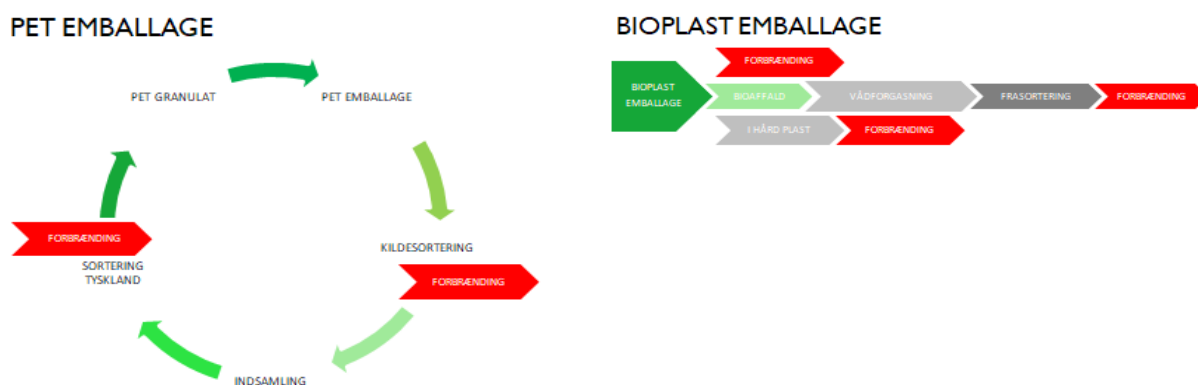 PET EMBALLAGE
PET GRANULAT
PET EMBALLAGE
KILDESORTERING
FORBRÆNDING
INDSAMLING
FORBRÆNDING
SORTERING
TYSKLAND
BIOPLAST EMBALLAGE
BIOPLAST
EMBALLAGE
FORBRÆNDING
BIOAFFALD
VÅDFORGASNING
FRASORTERING
FORBRÆNDING
I HÅRD PLAST
FORBRÆNDING